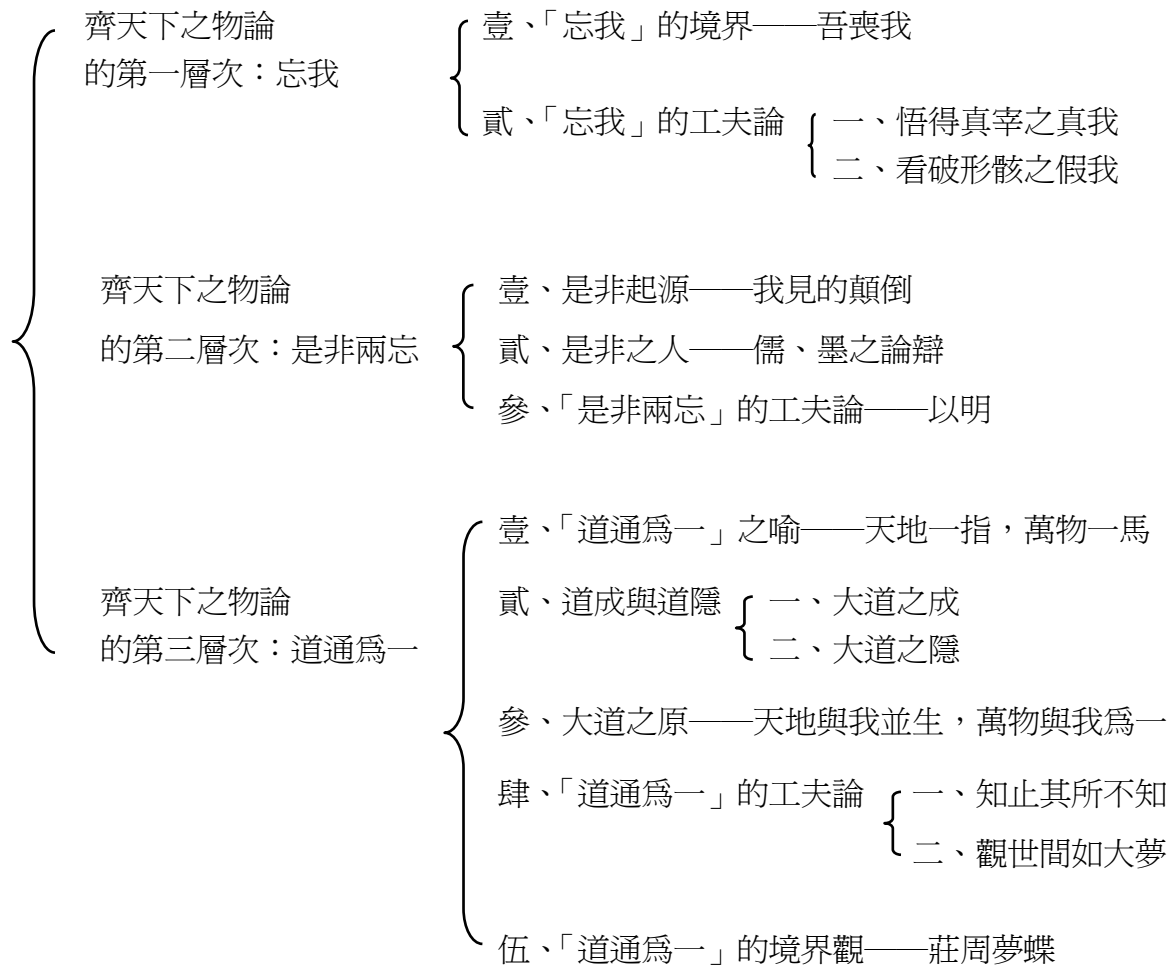 齊天下之物論
的第一層次：忘我
壹、「忘我」的境界──吾喪我
貳、「忘我」的工夫論
一、悟得真宰之真我
二、看破形骸之假我
齊天下之物論
的第二層次：是非兩忘
壹、是非起源──我見的顛倒
貳、是非之人──儒、墨之論辯
參、「是非兩忘」的工夫論──以明
齊天下之物論
的第三層次：道通爲一
壹、「道通爲一」之喻──天地一指，萬物一馬
貳、道成與道隱
一、大道之成
二、大道之隱
參、大道之原──天地與我並生，萬物與我爲一
肆、「道通爲一」的工夫論
一、知止其所不知
二、觀世間如大夢
伍、「道通爲一」的境界觀──莊周夢蝶